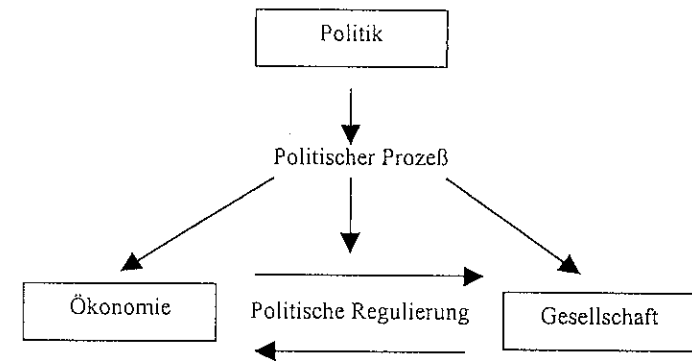 Politik
Politischer Prozeß
Ökonomie
Politische Regulierung
Gesellschaft